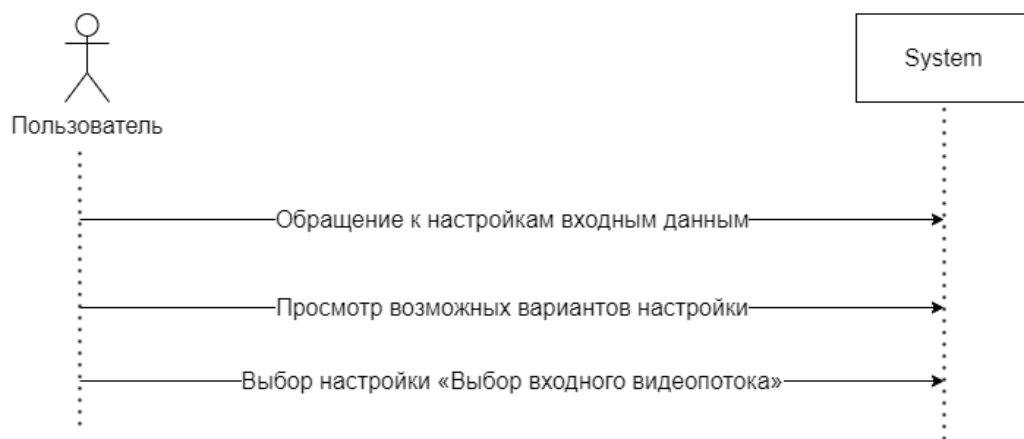 System
Пользователь
Обращение к настройкам входным данным
Просмотр возможных вариантов настройки
Выбор настройки «Выбор входного видеопотока»